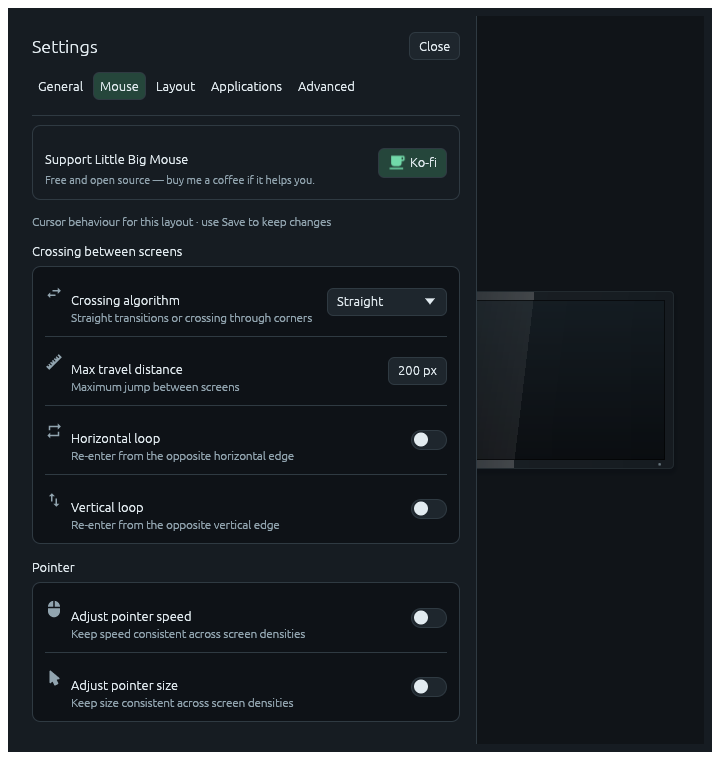 Settings
Close
General
Mouse
Layout
Applications
Advanced
Support Little Big Mouse
Free and open source — buy me a coffee if it helps you.
Ko-fi
Cursor behaviour for this layout · use Save to keep changes
Crossing between screens
Crossing algorithm
Straight transitions or crossing through corners
Straight
Max travel distance
Maximum jump between screens
200 px
Horizontal loop
Re-enter from the opposite horizontal edge
Vertical loop
Re-enter from the opposite vertical edge
Pointer
Adjust pointer speed
Keep speed consistent across screen densities
Adjust pointer size
Keep size consistent across screen densities